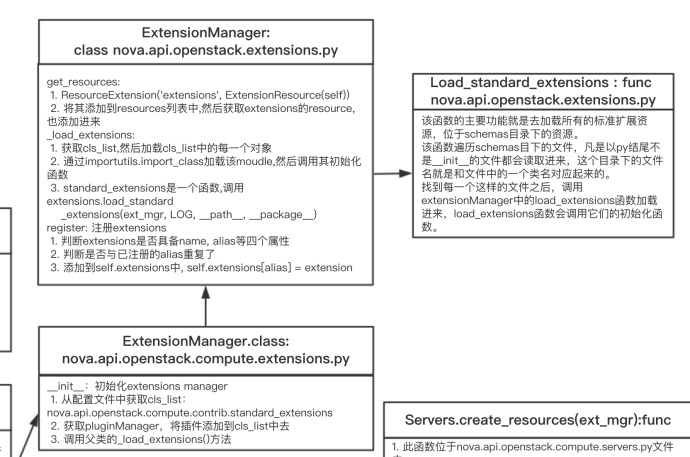 ExtensionManager:
class nova.api.openstack.extensions.py
get_resources:
1. ResourceExtension('extensions', ExtensionResource(self))
2. 将其添加到resources列表中,然后获取extensions的resource,
也添加进来
_load_extensions:
1. 获取cls_list,然后加载cls_list中的每一个对象
2. 通过importutils.import_class加载该moudle,然后调用其初始化
函数
3. standard_extensions是一个函数,调用
extensions.load_standard
_extensions(ext_mgr, LOG, __path__, __package__)
register: 注册extensions
1. 判断extensions是否具备name, alias等四个属性
2. 判断是否与已注册的alias重复了
3. 添加到self.extensions中, self.extensions[alias] = extension
Load_standard_extensions : func
nova.api.openstack.extensions.py
该函数的主要功能就是去加载所有的标准扩展资
源，位于schemas目录下的资源。
该函数遍历schemas目下的文件，凡是以py结尾不
是__init__的文件都会读取进来，这个目录下的文件
名就是和文件中的一个类名对应起来的。
找到每一个这样的文件之后，调用
extensionManager中的load_extensions函数加载
进来，load_extensions函数会调用它们的初始化函
数。
ExtensionManager.class:
nova.api.openstack.compute.extensions.py
__init__：初始化extensions manager
1. 从配置文件中获取cls_list：
nova.api.openstack.compute.contrib.standard_extensions
2. 获取pluginManager，将插件添加到cls_list中去
3. 调用父类的_load_extensions()方法
Servers.create_resources(ext_mgr):func
1. 此函数位于nova.api.openstack.compute.servers.py文件